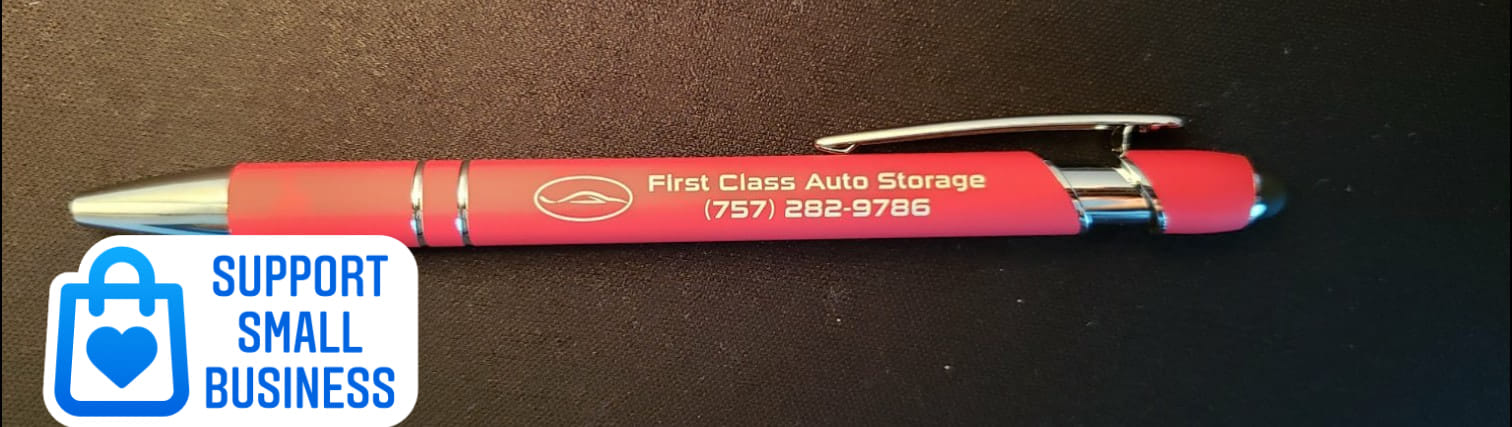 First Class Auto Storage
(757) 282-9786
SUPPORT
SMALL
BUSINESS